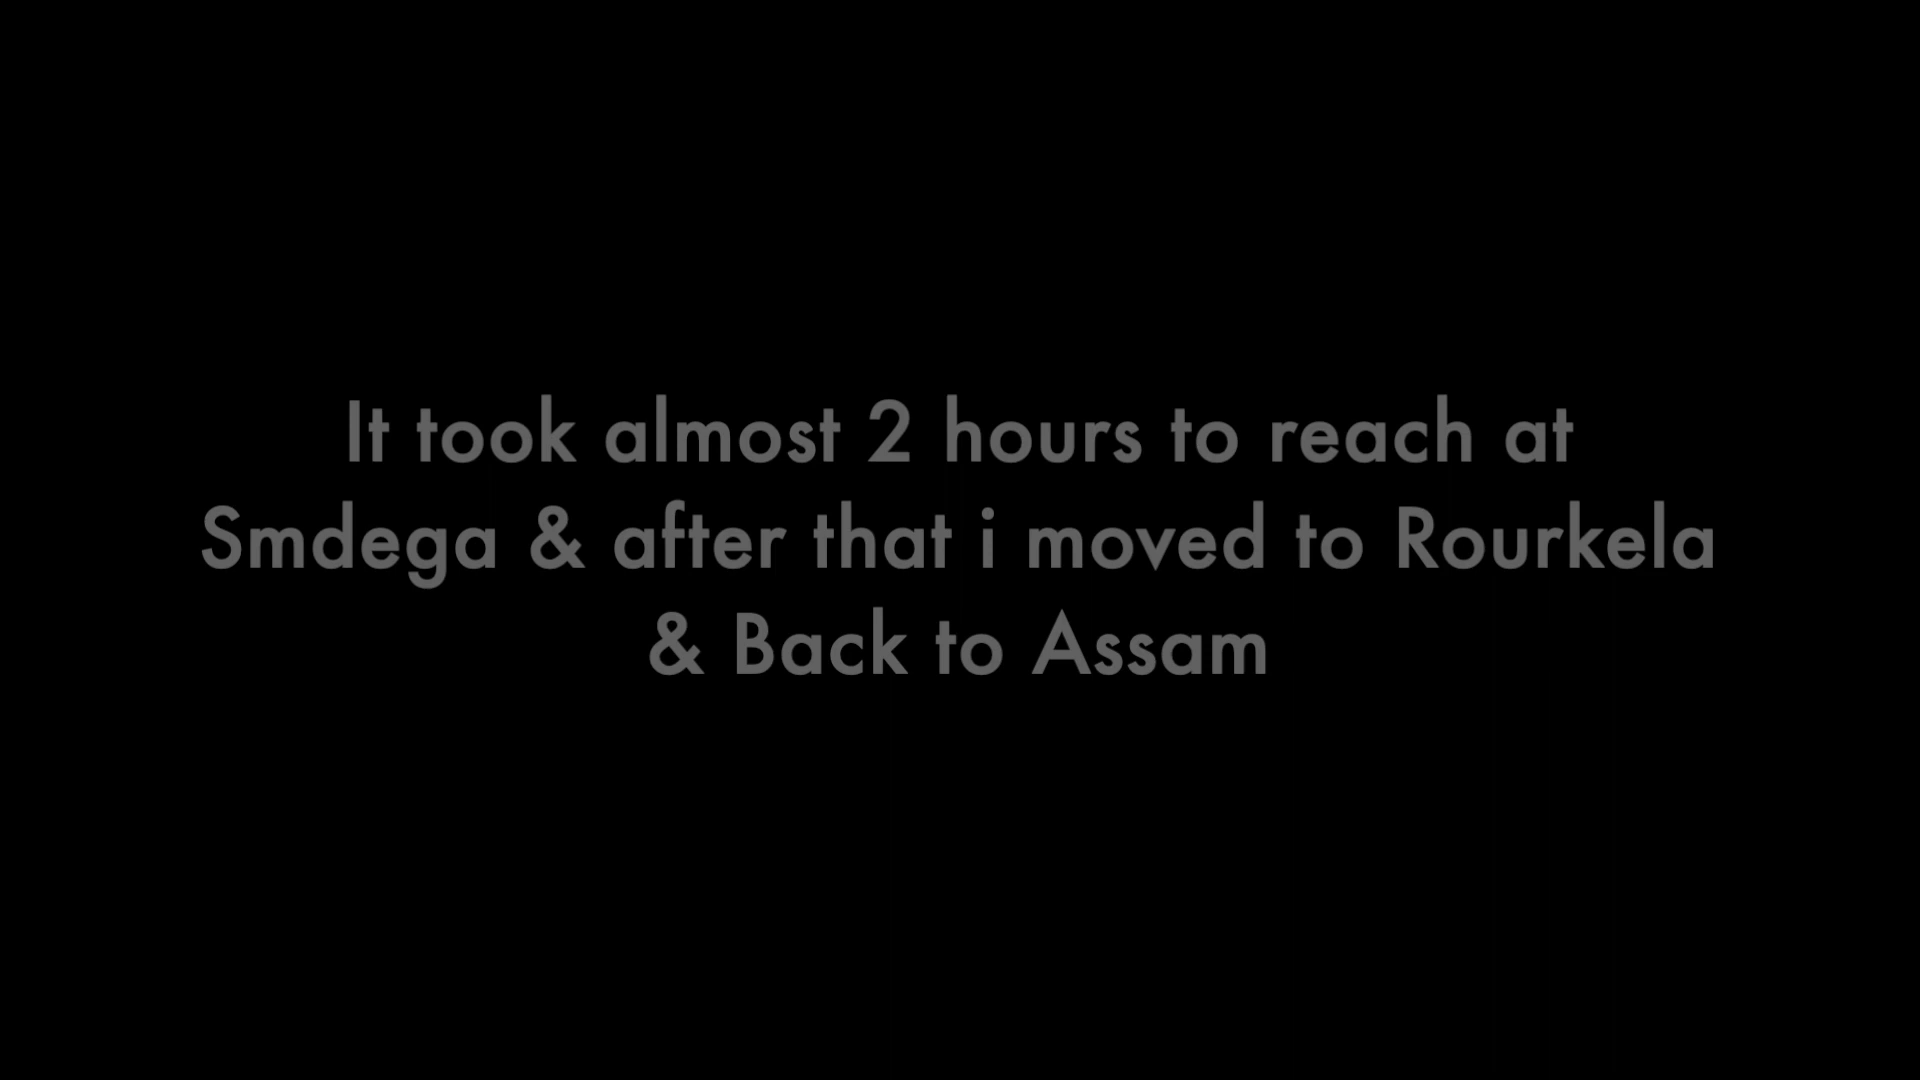 It took almost 2 hours to reach at
Smdega & after that i moved to Rourkela
& Back to Assam